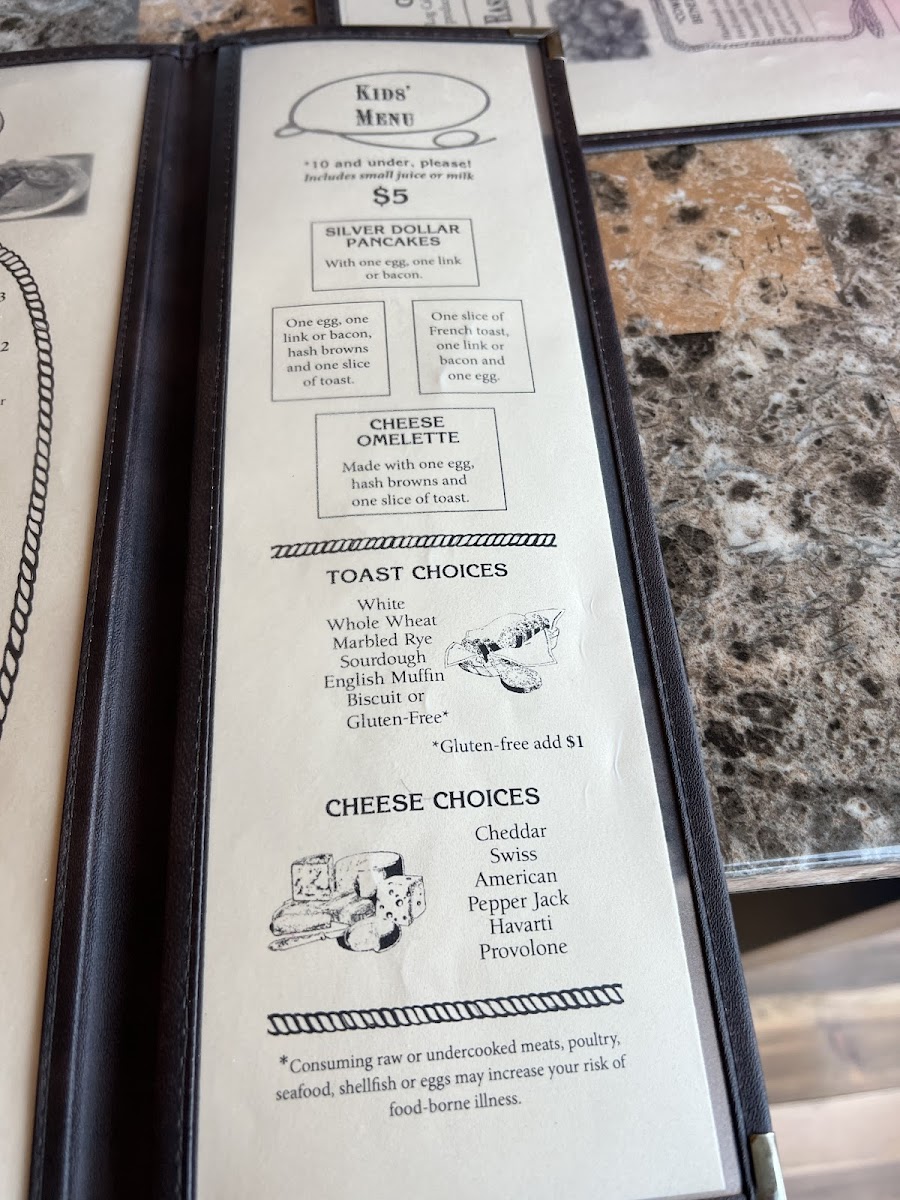 KIDS'
MENU
*10 and under, please!
Includes small juice or milk
$5
SILVER DOLLAR
PANCAKES
With one egg, one link
or bacon.
One egg, one
link or bacon,
hash browns
and one slice
of toast.
One slice of
French toast,
one link or
bacon and
one egg.
CHEESE
OMELETTE
Made with one egg,
hash browns and
one slice of toast.
TOAST CHOICES
White
Whole Wheat
Marbled Rye
Sourdough
English Muffin
Biscuit or
Gluten-Free*
*Gluten-free add $1
CHEESE CHOICES
Cheddar
Swiss
American
Pepper Jack
Havarti
Provolone
*Consuming raw or undercooked meats, poultry,
seafood, shellfish or eggs may increase your risk of
food-borne illness.